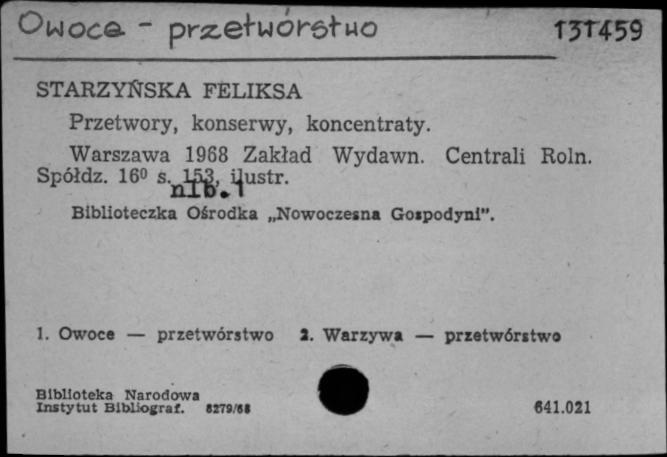 Owoce - przetwórstwo 131459
STARZYŃSKA FELIKSA
Przetwory, konserwy, koncentraty.
Warszawa 1968 Zakład Wydawn. Centrali Roln.
Spółdz. 16⁰ s. 153, ilustr.
nlb. 1
Biblioteczka Ośrodka „Nowoczesna Gospodyni”.
1. Owoce — przetwórstwo 2. Warzywa — przetwórstwo
Biblioteka Narodowa
Instytut Bibliograf. 8279/68 641.021